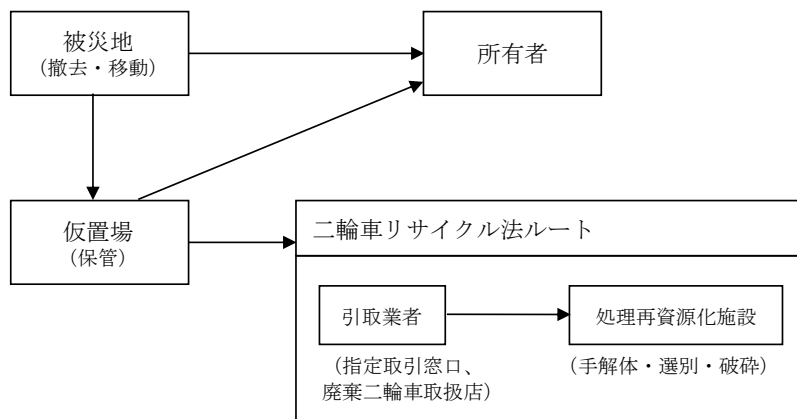 被災地
（撤去・移動）
所有者
仮置場
（保管）
二輪車リサイクル法ルート
引取業者
処理再資源化施設
（指定取引窓口、
廃棄二輪車取扱店）
（手解体・選別・破砕）